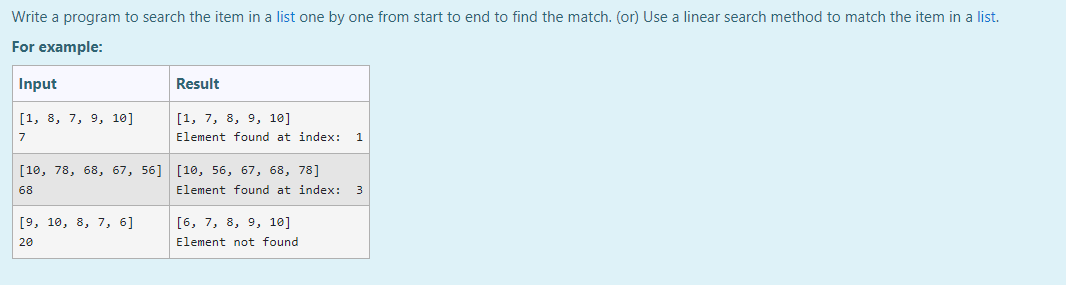 Write a program to search the item in a list one by one from start to end to find the match. (or) Use a linear search method to match the item in a list.
For example:
Input Result
[1, 8, 7, 9, 10] [1, 7, 8, 9, 10]
7 Element found at index:  1
[10, 78, 68, 67, 56] [10, 56, 67, 68, 78]
68 Element found at index:  3
[9, 10, 8, 7, 6] [6, 7, 8, 9, 10]
20 Element not found